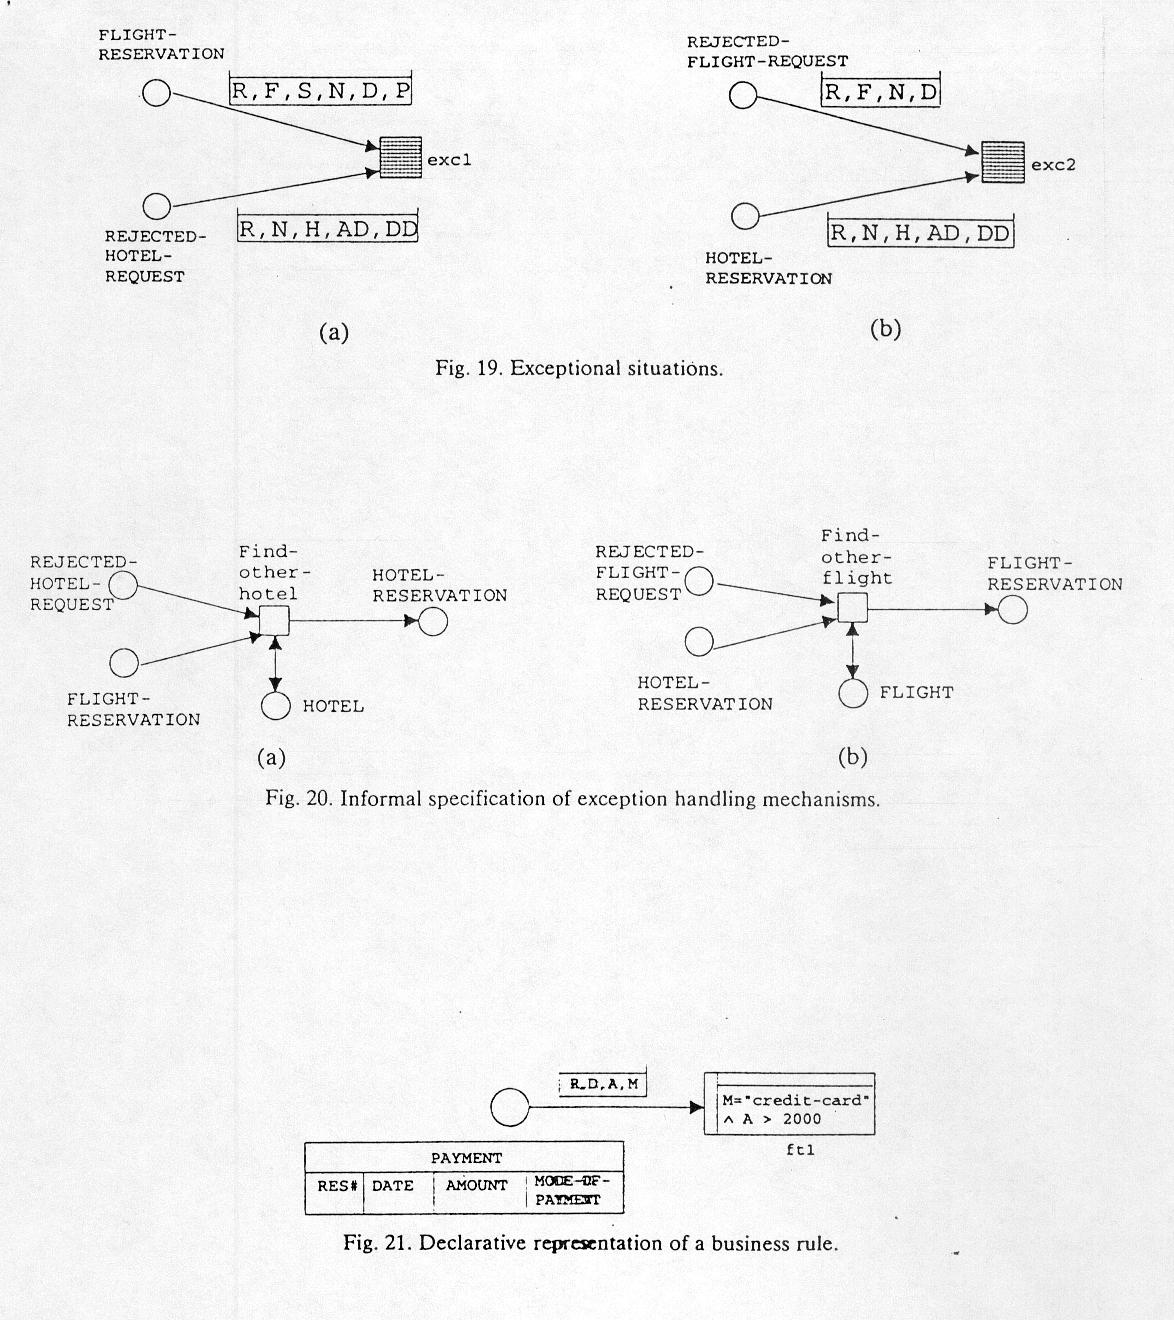 FLIGHT-
RESERVATION
R,F,S,N,D,P
exc1
R,N,H,AD,DD
REJECTED-
HOTEL-
REQUEST
(a)
REJECTED-
FLIGHT-REQUEST
R,F,N,D
exc2
R,N,H,AD,DD
HOTEL-
RESERVATION
(b)
Fig. 19. Exceptional situations.
REJECTED-
HOTEL-
REQUEST
Find-
other-
hotel
HOTEL-
RESERVATION
FLIGHT-
RESERVATION
HOTEL
(a)
REJECTED-
FLIGHT-
REQUEST
Find-
other-
flight
FLIGHT-
RESERVATION
HOTEL-
RESERVATION
FLIGHT
(b)
Fig. 20. Informal specification of exception handling mechanisms.
R,D,A,M
M="credit-card"
∧ A > 2000
ft1
PAYMENT
RES# DATE AMOUNT MODE-OF-
PAYMENT
Fig. 21. Declarative representation of a business rule.